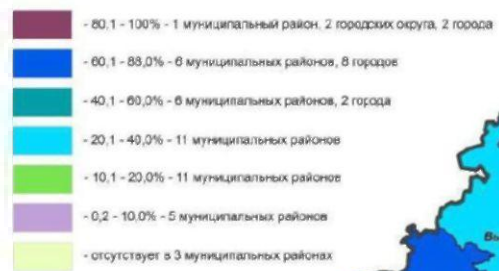 - 80,1 - 100% - 1 муниципальный район, 2 городских округа, 2 города
- 60,1 - 88,0% - 6 муниципальных районов, 8 городов
- 40,1 - 60,0% - 6 муниципальных районов, 2 города
- 20,1 - 40,0% - 11 муниципальных районов
- 10,1 - 20,0% - 11 муниципальных районов
- 0,2 - 10,0% - 5 муниципальных районов
- отсутствует в 3 муниципальных районах